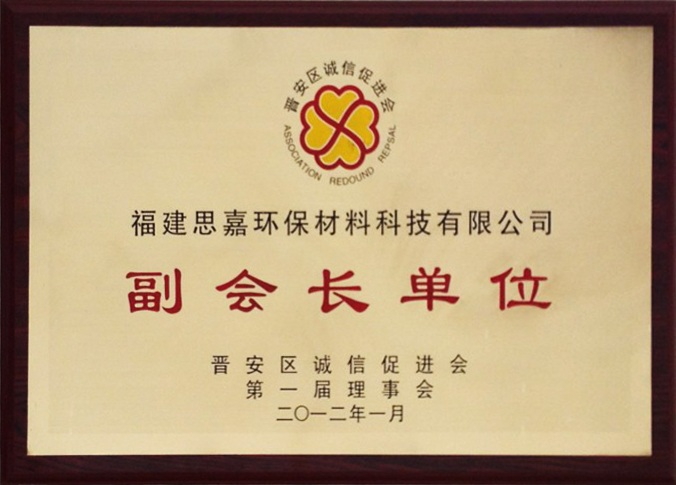 晋安区诚信促进会
ASSOCIATION REDOUND REPSAL
福建思嘉环保材料科技有限公司
副会长单位
晋安区诚信促进会
第一届理事会
二〇一二年一月